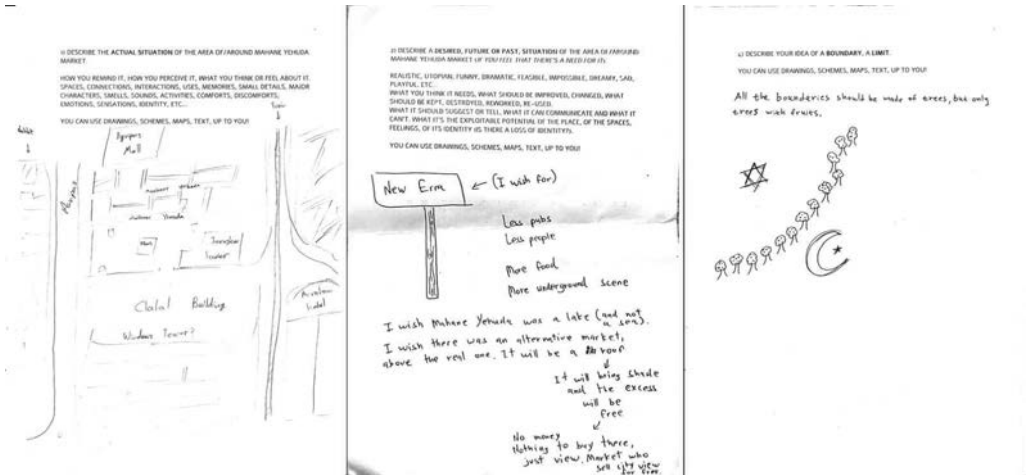 a) DESCRIBE THE ACTUAL SITUATION OF THE AREA OF/AROUND MAHANE YEHUDA
MARKET
HOW YOU REMIND IT, HOW YOU PERCEIVE IT, WHAT YOU THINK OR FEEL ABOUT IT.
SPACES, CONNECTIONS, INTERACTIONS, USES, MEMORIES, SMALL DETAILS, MAJOR
CHARACTERS, SMELLS, SOUNDS, ACTIVITIES, COMFORTS, DISCOMFORTS,
EMOTIONS, SENSATIONS, IDENTITY, ETC...
YOU CAN USE DRAWINGS, SCHEMES, MAPS, TEXT, UP TO YOU!
Mall
Yehuda
Tower
Clalal Building
Windows Tower?
Hotel
b) DESCRIBE A DESIRED, FUTURE OR PAST, SITUATION OF THE AREA OF/AROUND
MAHANE YEHUDA MARKET (IF YOU FEEL THAT THERE'S A NEED FOR IT).
REALISTIC, UTOPIAN, FUNNY, DRAMATIC, FEASIBLE, IMPOSSIBLE, DREAMY, SAD,
PLAYFUL, ETC...
WHAT YOU THINK IT NEEDS, WHAT SHOULD BE IMPROVED, CHANGED, WHAT
SHOULD BE KEPT, DESTROYED, REWORKED, RE-USED.
WHAT IT SHOULD SUGGEST OR TELL, WHAT IT CAN COMMUNICATE AND WHAT IT
CAN'T. WHAT IT'S THE EXPLOITABLE POTENTIAL OF THE PLACE, OF THE SPACES,
FEELINGS, OF ITS IDENTITY (IS THERE A LOSS OF IDENTITY?).
YOU CAN USE DRAWINGS, SCHEMES, MAPS, TEXT, UP TO YOU!
New Erra ← (I wish for)
Less pubs
Less people
More food
More underground scene
I wish Mahane Yehuda was a lake (and not
a sea).
I wish there was an alternative market,
above the real one. It will be a roof
It will bring shade
and the excess
will be
free
No money
Nothing to buy there,
just view. Market who
sell city view
for free.
c) DESCRIBE YOUR IDEA OF A BOUNDARY, A LIMIT.
YOU CAN USE DRAWINGS, SCHEMES, MAPS, TEXT, UP TO YOU!
All the bounderies should be made of trees, but only
trees with fruits.